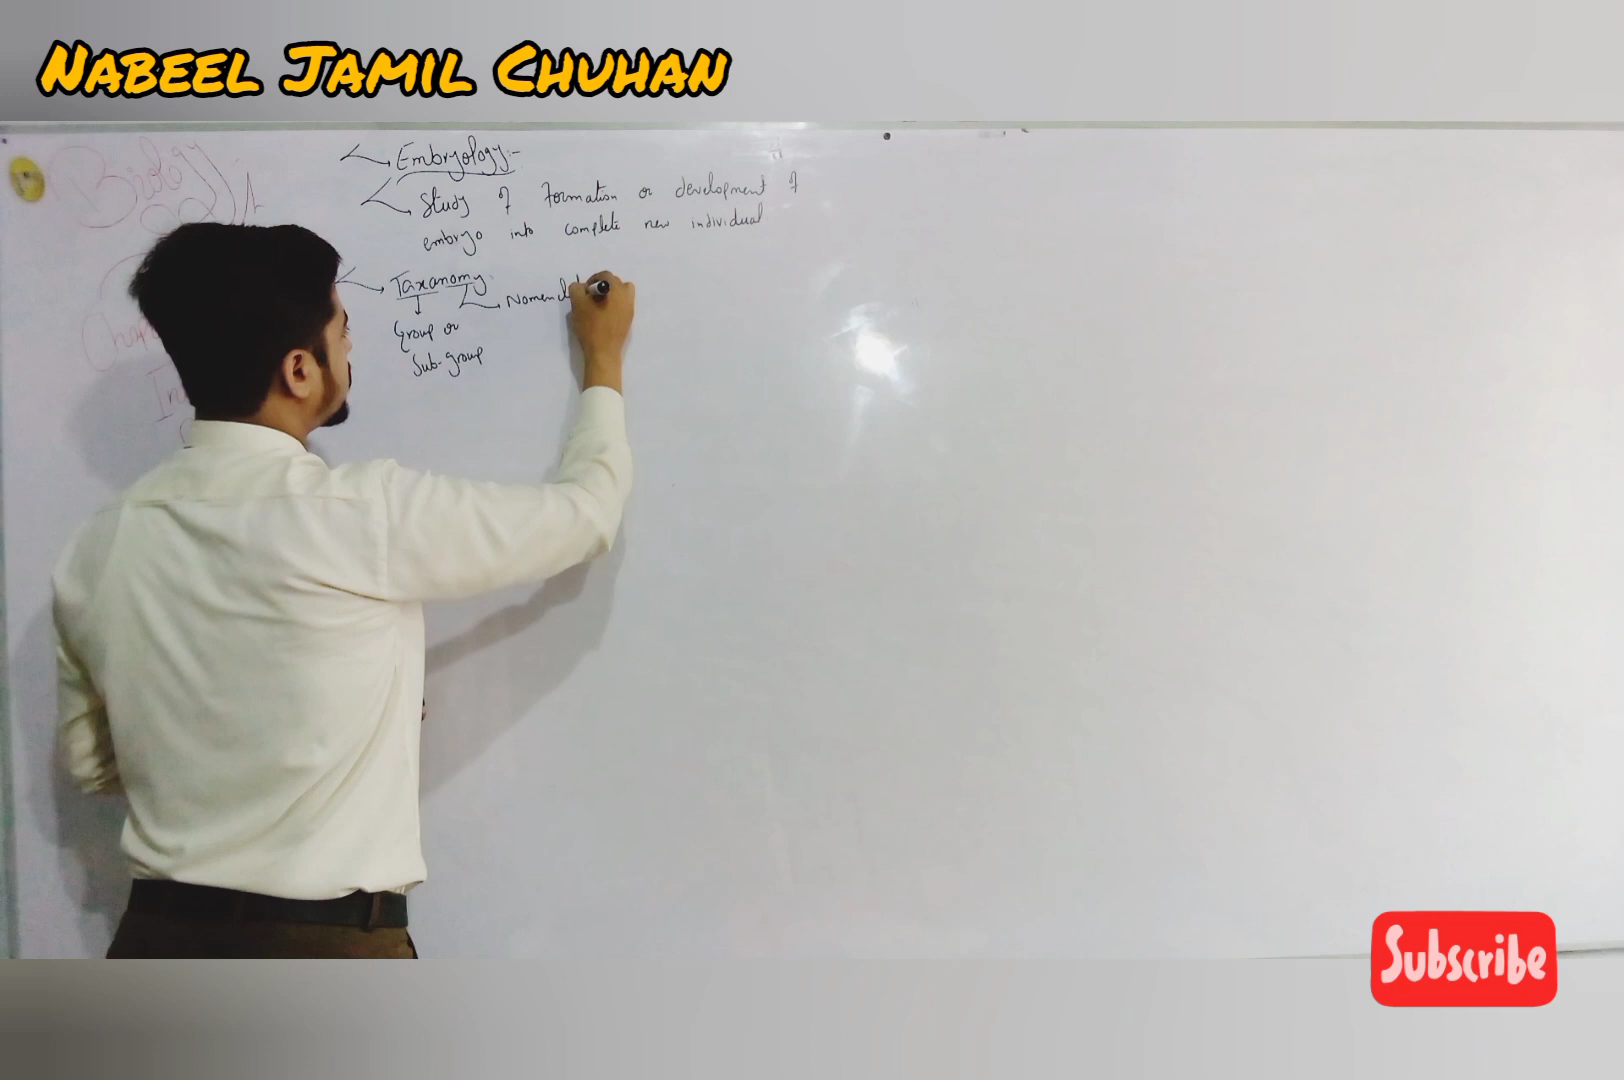 NABEEL JAMIL CHUHAN
Biology
Embryology:-
Study of formation or development of
embryo into complete new individual
Taxanomy:
Group or
Sub-group
Subscribe